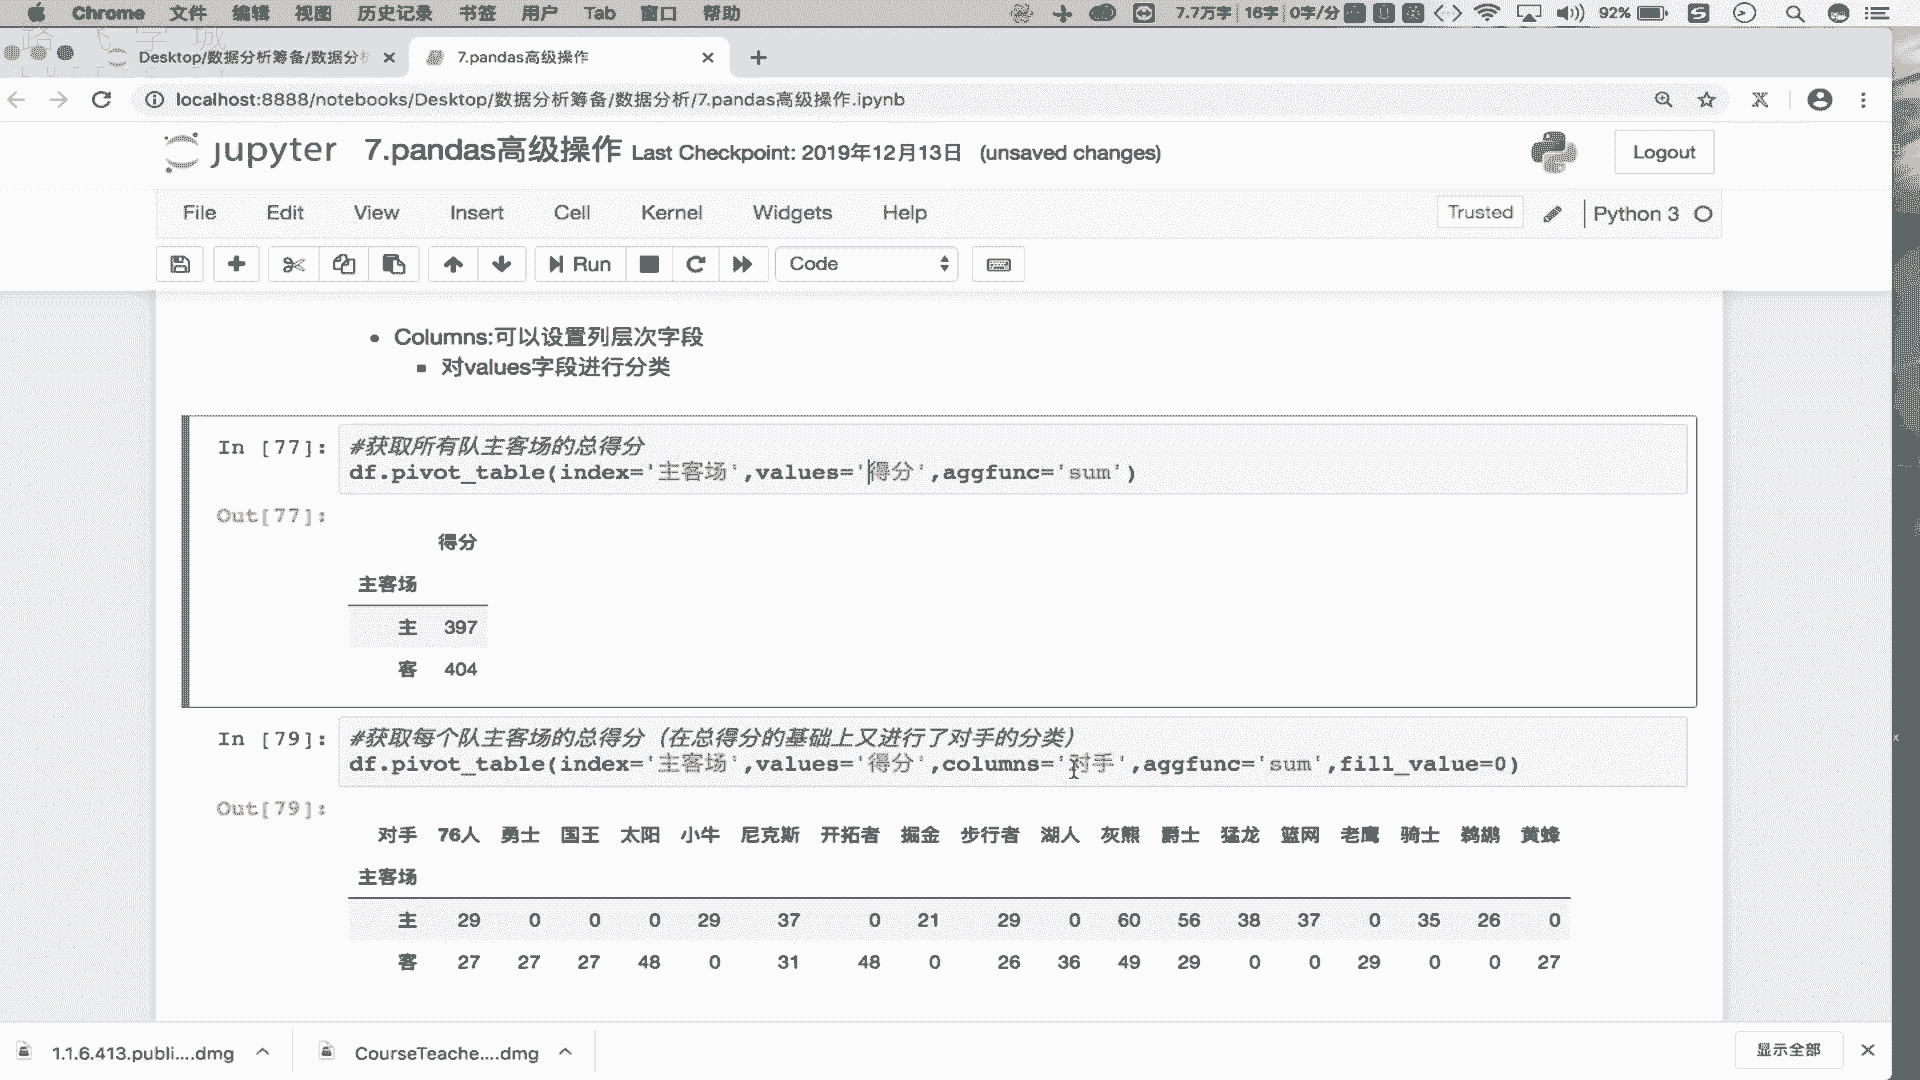 Chrome 文件 编辑 视图 历史记录 书签 用户 Tab 窗口 帮助 7.7万字 16字 0字/分 92%
Desktop/数据分析筹备/数据分析 7.pandas高级操作
localhost:8888/notebooks/Desktop/数据分析筹备/数据分析/7.pandas高级操作.ipynb
jupyter 7.pandas高级操作 Last Checkpoint: 2019年12月13日 (unsaved changes) Logout
File Edit View Insert Cell Kernel Widgets Help Trusted Python 3
Run Code
Columns:可以设置列层次字段
对values字段进行分类
In [77]: #获取所有队主客场的总得分
df.pivot_table(index='主客场',values='得分',aggfunc='sum')
Out[77]:
得分
主客场
主 397
客 404
In [79]: #获取每个队主客场的总得分（在总得分的基础上又进行了对手的分类）
df.pivot_table(index='主客场',values='得分',columns='对手',aggfunc='sum',fill_value=0)
Out[79]:
对手 76人 勇士 国王 太阳 小牛 尼克斯 开拓者 掘金 步行者 湖人 灰熊 爵士 猛龙 篮网 老鹰 骑士 鹈鹕 黄蜂
主客场
主 29 0 0 0 29 37 0 21 29 0 60 56 38 37 0 35 26 0
客 27 27 27 48 0 31 48 0 26 36 49 29 0 0 29 0 0 27
1.1.6.413.publi....dmg CourseTeache....dmg 显示全部